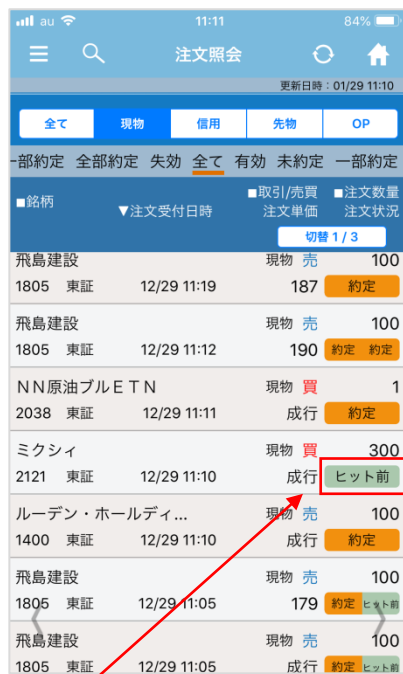 au 11:11 84%
注文照会
更新日時：01/29 11:10
全て 現物 信用 先物 OP
一部約定 全部約定 失効 全て 有効 未約定 一部約定
■銘柄 ▼注文受付日時 ■取引/売買 ■注文数量
注文単価 注文状況
切替 1 / 3
飛島建設 現物 売 100
1805 東証 12/29 11:19 187 約定
飛島建設 現物 売 100
1805 東証 12/29 11:12 190 約定 約定
ＮＮ原油ブルＥＴＮ 現物 買 1
2038 東証 12/29 11:11 成行 約定
ミクシィ 現物 買 300
2121 東証 12/29 11:10 成行 ヒット前
ルーデン・ホールディ... 現物 売 100
1400 東証 12/29 11:10 成行 約定
飛島建設 現物 売 100
1805 東証 12/29 11:05 179 約定 ヒット前
飛島建設 現物 売 100
1805 東証 12/29 11:05 成行 約定 ヒット前